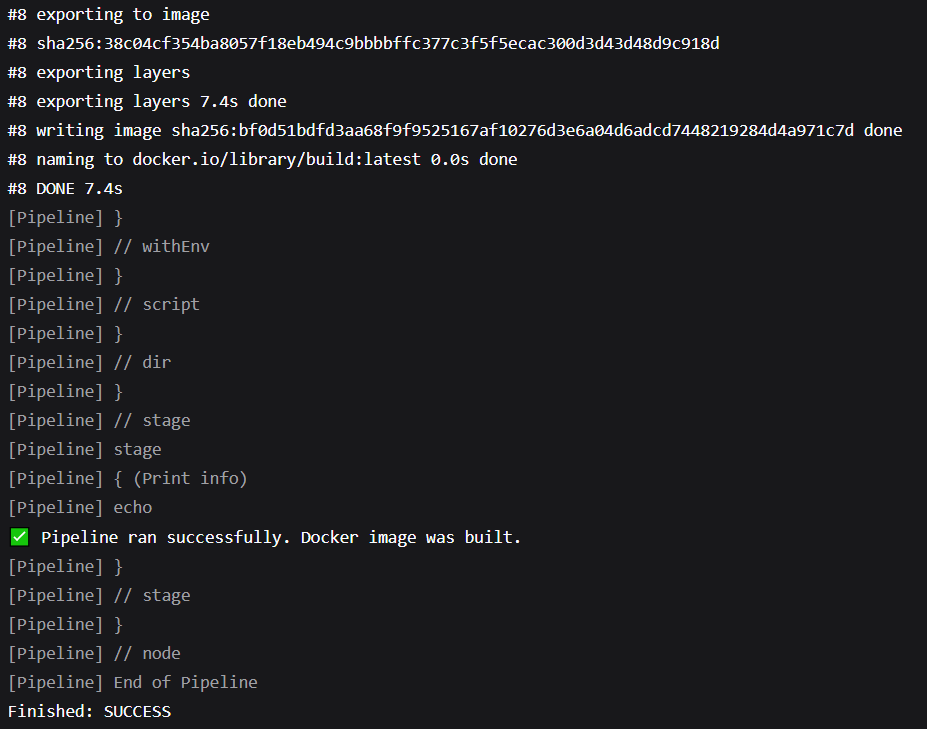 #8 exporting to image
#8 sha256:38c04cf354ba8057f18eb494c9bbbbffc377c3f5f5ecac300d3d43d48d9c918d
#8 exporting layers
#8 exporting layers 7.4s done
#8 writing image sha256:bf0d51bdfd3aa68f9f9525167af10276d3e6a04d6adcd7448219284d4a971c7d done
#8 naming to docker.io/library/build:latest 0.0s done
#8 DONE 7.4s
[Pipeline] }
[Pipeline] // withEnv
[Pipeline] }
[Pipeline] // script
[Pipeline] }
[Pipeline] // dir
[Pipeline] }
[Pipeline] // stage
[Pipeline] stage
[Pipeline] { (Print info)
[Pipeline] echo
✅ Pipeline ran successfully. Docker image was built.
[Pipeline] }
[Pipeline] // stage
[Pipeline] }
[Pipeline] // node
[Pipeline] End of Pipeline
Finished: SUCCESS